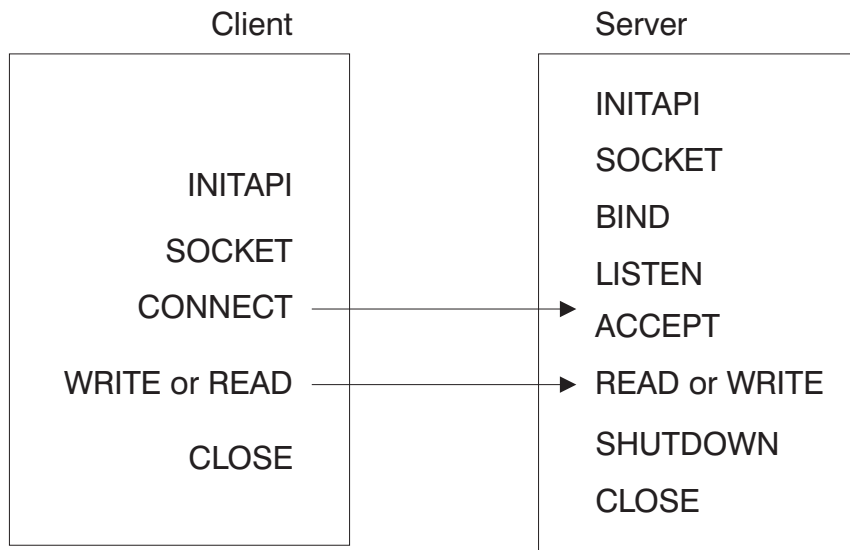 Client
INITAPI
SOCKET
CONNECT
WRITE or READ
CLOSE
Server
INITAPI
SOCKET
BIND
LISTEN
ACCEPT
READ or WRITE
SHUTDOWN
CLOSE